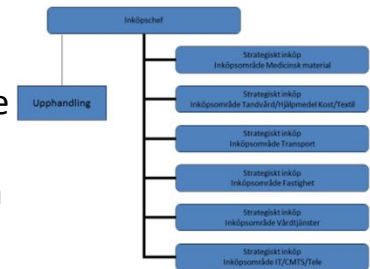 Inköpschef
Upphandling
Strategiskt inköp
Inköpsområde Medicinsk material
Strategiskt inköp
Inköpsområde Tandvård/Hjälpmedel Kost/Textil
Strategiskt inköp
Inköpsområde Transport
Strategiskt inköp
Inköpsområde Fastighet
Strategiskt inköp
Inköpsområde Vårdtjänster
Strategiskt inköp
Inköpsområde IT/CMTS/Tele